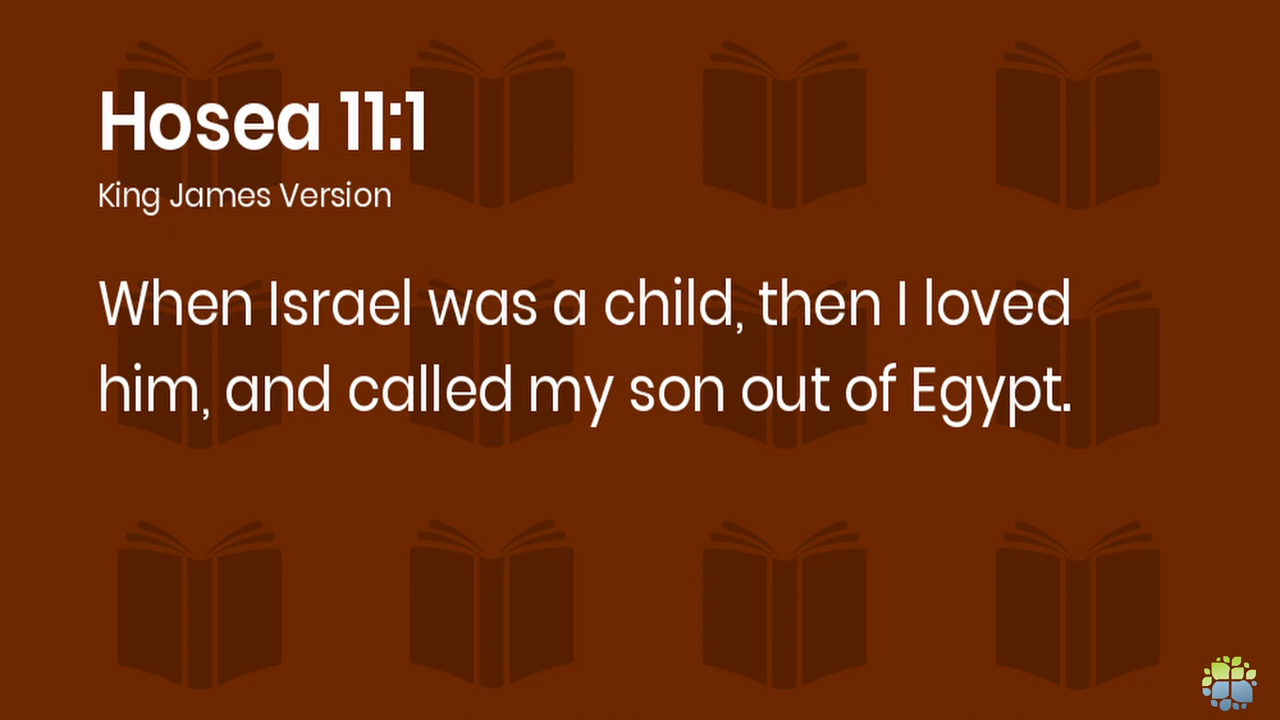 Hosea 11:1
King James Version
When Israel was a child, then I loved
him, and called my son out of Egypt.